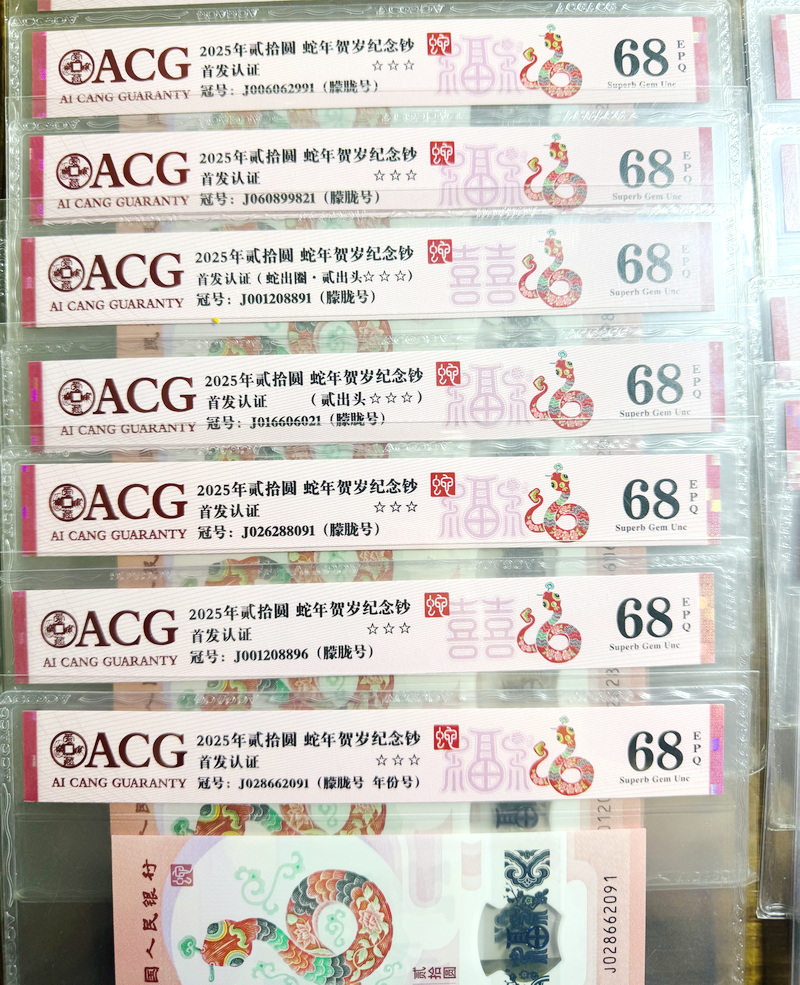 ACG
AI CANG GUARANTY
2025年贰拾圆 蛇年贺岁纪念钞
首发认证 ☆☆☆
冠号：J006062991（朦胧号）
68 EPQ
Superb Gem Unc
ACG
AI CANG GUARANTY
2025年贰拾圆 蛇年贺岁纪念钞
首发认证 ☆☆☆
冠号：J060899821（朦胧号）
68 EPQ
Superb Gem Unc
ACG
AI CANG GUARANTY
2025年贰拾圆 蛇年贺岁纪念钞
首发认证（蛇出圈·贰出头☆☆☆）
冠号：J001208891（朦胧号）
囍
68 EPQ
Superb Gem Unc
ACG
AI CANG GUARANTY
2025年贰拾圆 蛇年贺岁纪念钞
首发认证 （贰出头☆☆☆）
冠号：J016606021（朦胧号）
68 EPQ
Superb Gem Unc
ACG
AI CANG GUARANTY
2025年贰拾圆 蛇年贺岁纪念钞
首发认证 ☆☆☆
冠号：J026288091（朦胧号）
68 EPQ
Superb Gem Unc
ACG
AI CANG GUARANTY
2025年贰拾圆 蛇年贺岁纪念钞
首发认证 ☆☆☆
冠号：J001208896（朦胧号）
囍
68 EPQ
Superb Gem Unc
ACG
AI CANG GUARANTY
2025年贰拾圆 蛇年贺岁纪念钞
首发认证 ☆☆☆
冠号：J028662091（朦胧号 年份号）
68 EPQ
Superb Gem Unc
国人民银行
贰拾圆
J028662091